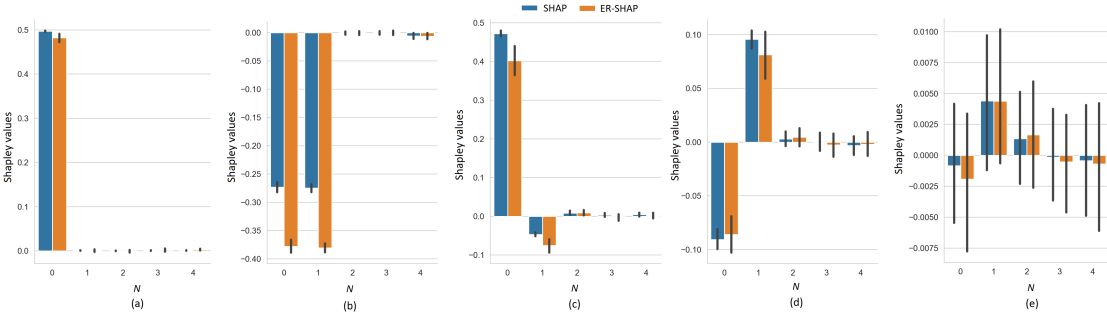 SHAP ER-SHAP
Shapley values
0.5
0.4
0.3
0.2
0.1
0.0
0 1 2 3 4
N
(a)
Shapley values
0.00
−0.05
−0.10
−0.15
−0.20
−0.25
−0.30
−0.35
−0.40
0 1 2 3 4
N
(b)
Shapley values
0.5
0.4
0.3
0.2
0.1
0.0
−0.1
0 1 2 3 4
N
(c)
Shapley values
0.10
0.05
0.00
−0.05
−0.10
0 1 2 3 4
N
(d)
Shapley values
0.0100
0.0075
0.0050
0.0025
0.0000
−0.0025
−0.0050
−0.0075
0 1 2 3 4
N
(e)